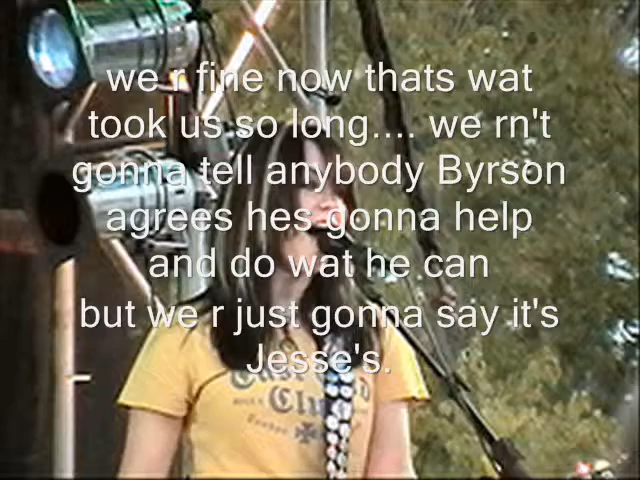 we r fine now thats wat
took us so long.... we rn't
gonna tell anybody Byrson
agrees hes gonna help
and do wat he can
but we r just gonna say it's
Jesse's.